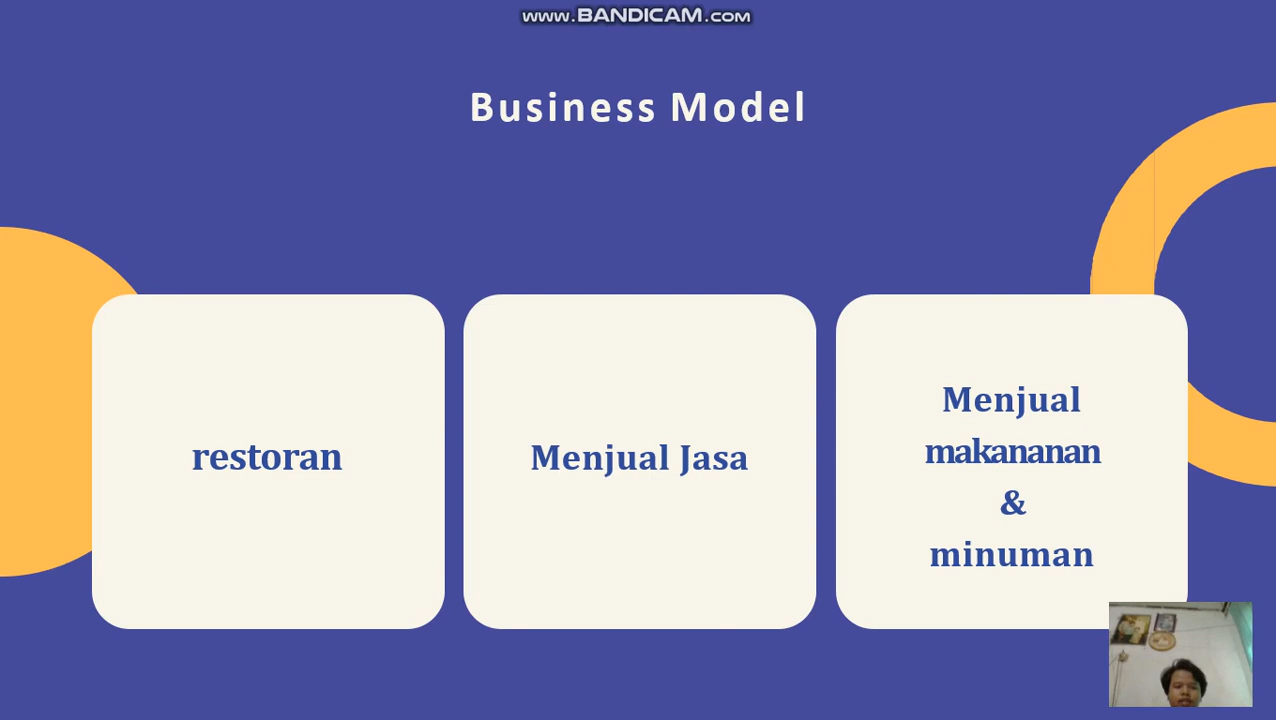 www.BANDICAM.com
Business Model
restoran
Menjual Jasa
Menjual
makananan
&
minuman